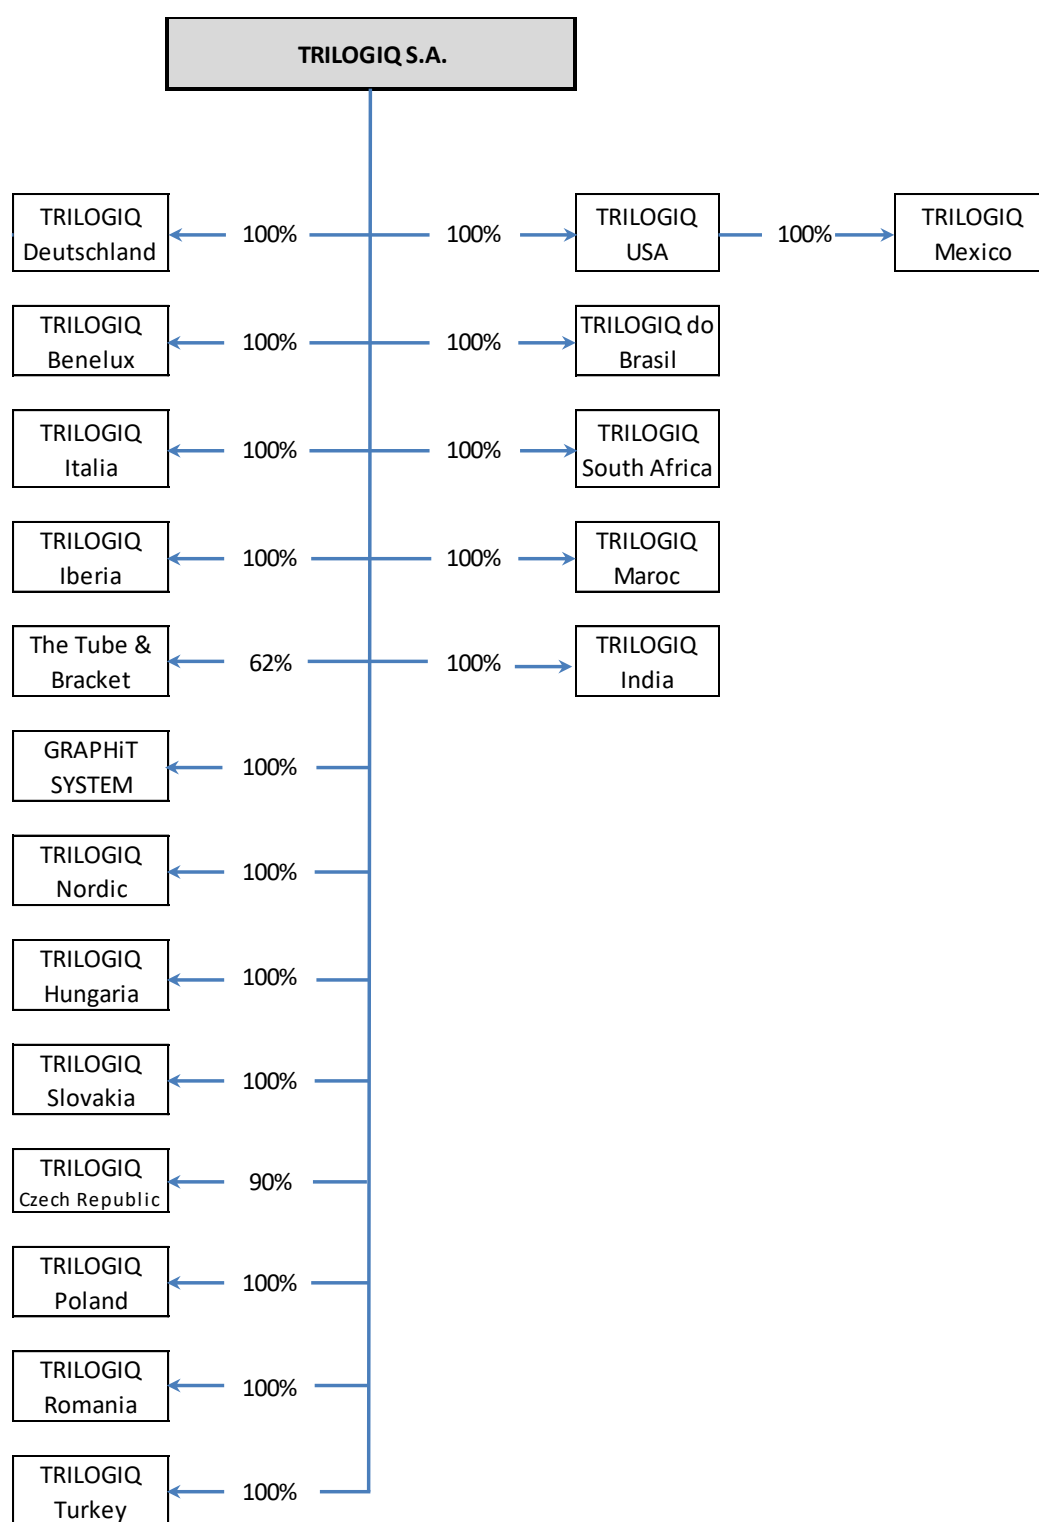 TRILOGIQ S.A.
TRILOGIQ
Deutschland
100%
100%
TRILOGIQ
USA
100%
TRILOGIQ
Mexico
TRILOGIQ
Benelux
100%
100%
TRILOGIQ do
Brasil
TRILOGIQ
Italia
100%
100%
TRILOGIQ
South Africa
TRILOGIQ
Iberia
100%
100%
TRILOGIQ
Maroc
The Tube &
Bracket
62%
100%
TRILOGIQ
India
GRAPHiT
SYSTEM
100%
TRILOGIQ
Nordic
100%
TRILOGIQ
Hungaria
100%
TRILOGIQ
Slovakia
100%
TRILOGIQ
Czech Republic
90%
TRILOGIQ
Poland
100%
TRILOGIQ
Romania
100%
TRILOGIQ
Turkey
100%